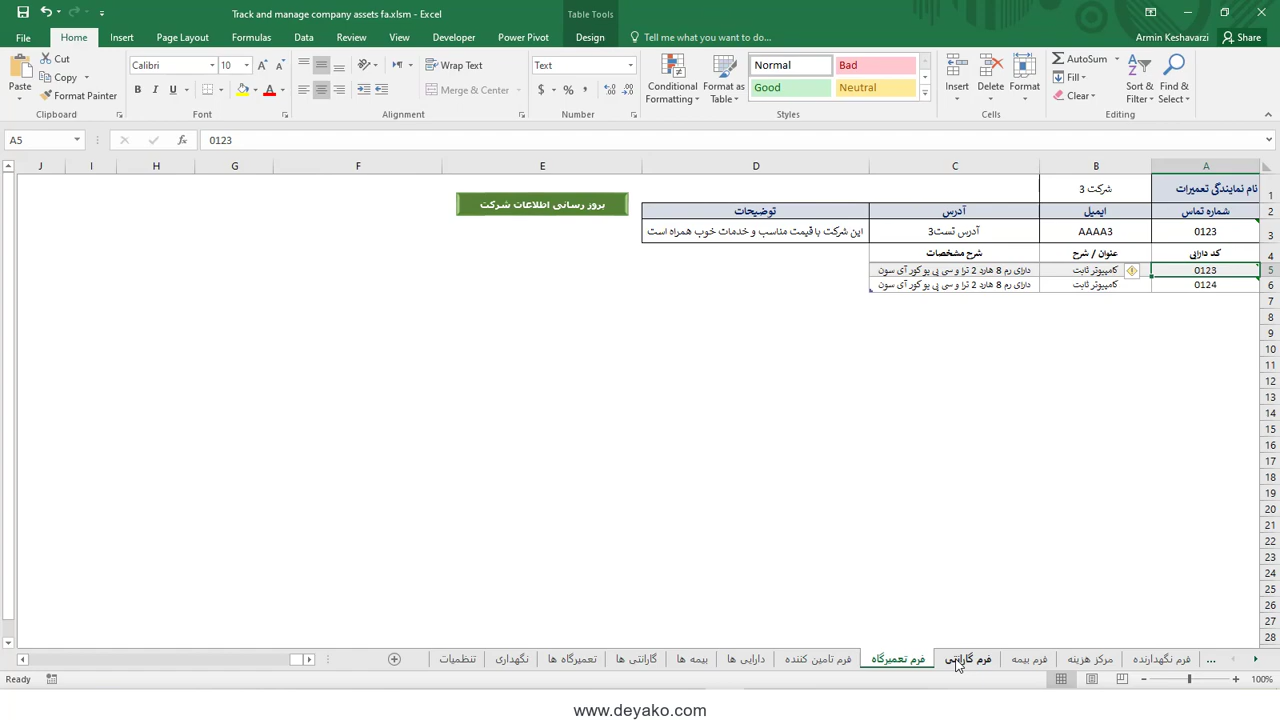 Track and manage company assets fa.xlsm - Excel
Table Tools
Armin Keshavarzi
Share
File
Home
Insert
Page Layout
Formulas
Data
Review
View
Developer
Power Pivot
Design
Tell me what you want to do...
Paste
Cut
Copy
Format Painter
Clipboard
Calibri
10
B I U
Font
Wrap Text
Merge & Center
Alignment
Text
$ % ,
Number
Conditional Formatting
Format as Table
Normal
Bad
Good
Neutral
Styles
Insert
Delete
Format
Cells
AutoSum
Fill
Clear
Sort & Filter
Find & Select
Editing
A5
fx
0123
J I H G F E D C B A
1 نام نمایندگی تعمیرات شرکت 3
بروز رسانی اطلاعات شرکت
2 شماره تماس ایمیل آدرس توضیحات
3 0123 AAAA3 آدرس تست3 این شرکت با قیمت مناسب و خدمات خوب همراه است
4 کد دارایی عنوان / شرح شرح مشخصات
5 0123 کامپیوتر ثابت دارای رم 8 هارد 2 ترا و سی پی یو کور آی سون
6 0124 کامپیوتر ثابت دارای رم 8 هارد 2 ترا و سی پی یو کور آی سون
7
8
9
10
11
12
13
14
15
16
17
18
19
20
21
22
23
24
25
26
27
28
... فرم نگهدارنده مرکز هزینه فرم بیمه فرم گارانتی فرم تعمیرگاه فرم تامین کننده دارایی ها بیمه ها گارانتی ها تعمیرگاه ها نگهداری تنظیمات
Ready
100%
www.deyako.com